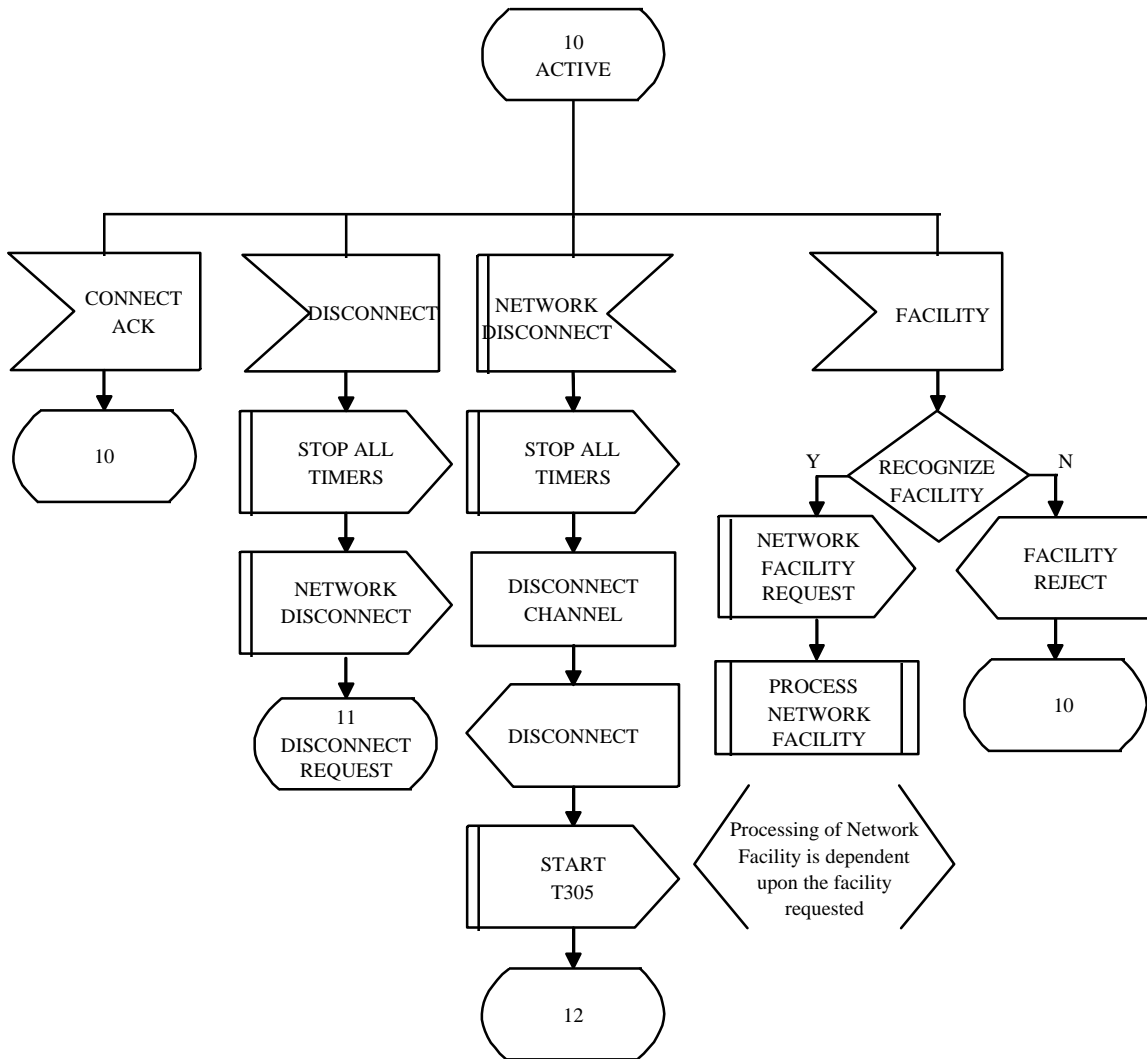 10
ACTIVE
CONNECT
ACK
DISCONNECT
NETWORK
DISCONNECT
FACILITY
10
STOP ALL
TIMERS
STOP ALL
TIMERS
Y
RECOGNIZE
FACILITY
N
NETWORK
DISCONNECT
DISCONNECT
CHANNEL
NETWORK
FACILITY
REQUEST
FACILITY
REJECT
11
DISCONNECT
REQUEST
DISCONNECT
PROCESS
NETWORK
FACILITY
10
START
T305
Processing of Network
Facility is dependent
upon the facility
requested
12